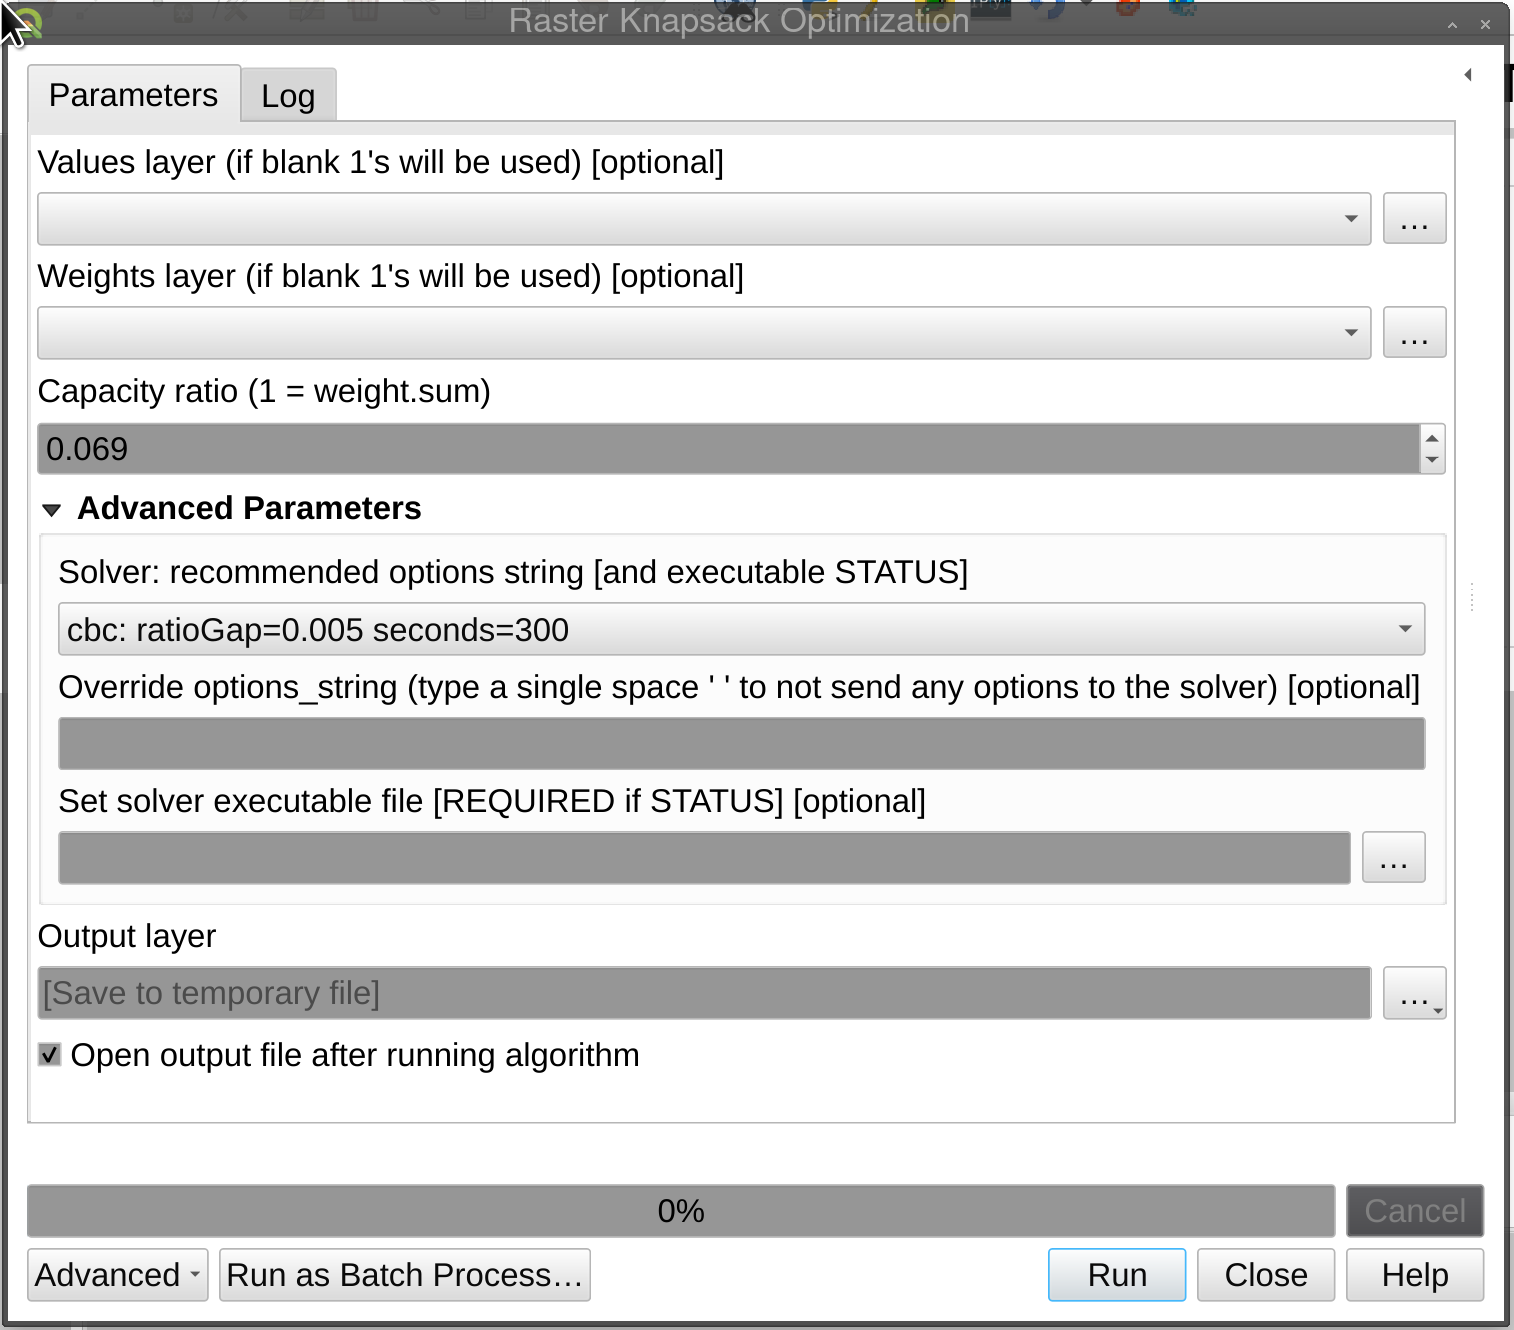 Raster Knapsack Optimization
Parameters
Log
Values layer (if blank 1's will be used) [optional]
…
Weights layer (if blank 1's will be used) [optional]
…
Capacity ratio (1 = weight.sum)
0.069
Advanced Parameters
Solver: recommended options string [and executable STATUS]
cbc: ratioGap=0.005 seconds=300
Override options_string (type a single space ' ' to not send any options to the solver) [optional]
Set solver executable file [REQUIRED if STATUS] [optional]
…
Output layer
[Save to temporary file]
…
Open output file after running algorithm
0%
Cancel
Advanced
Run as Batch Process…
Run
Close
Help